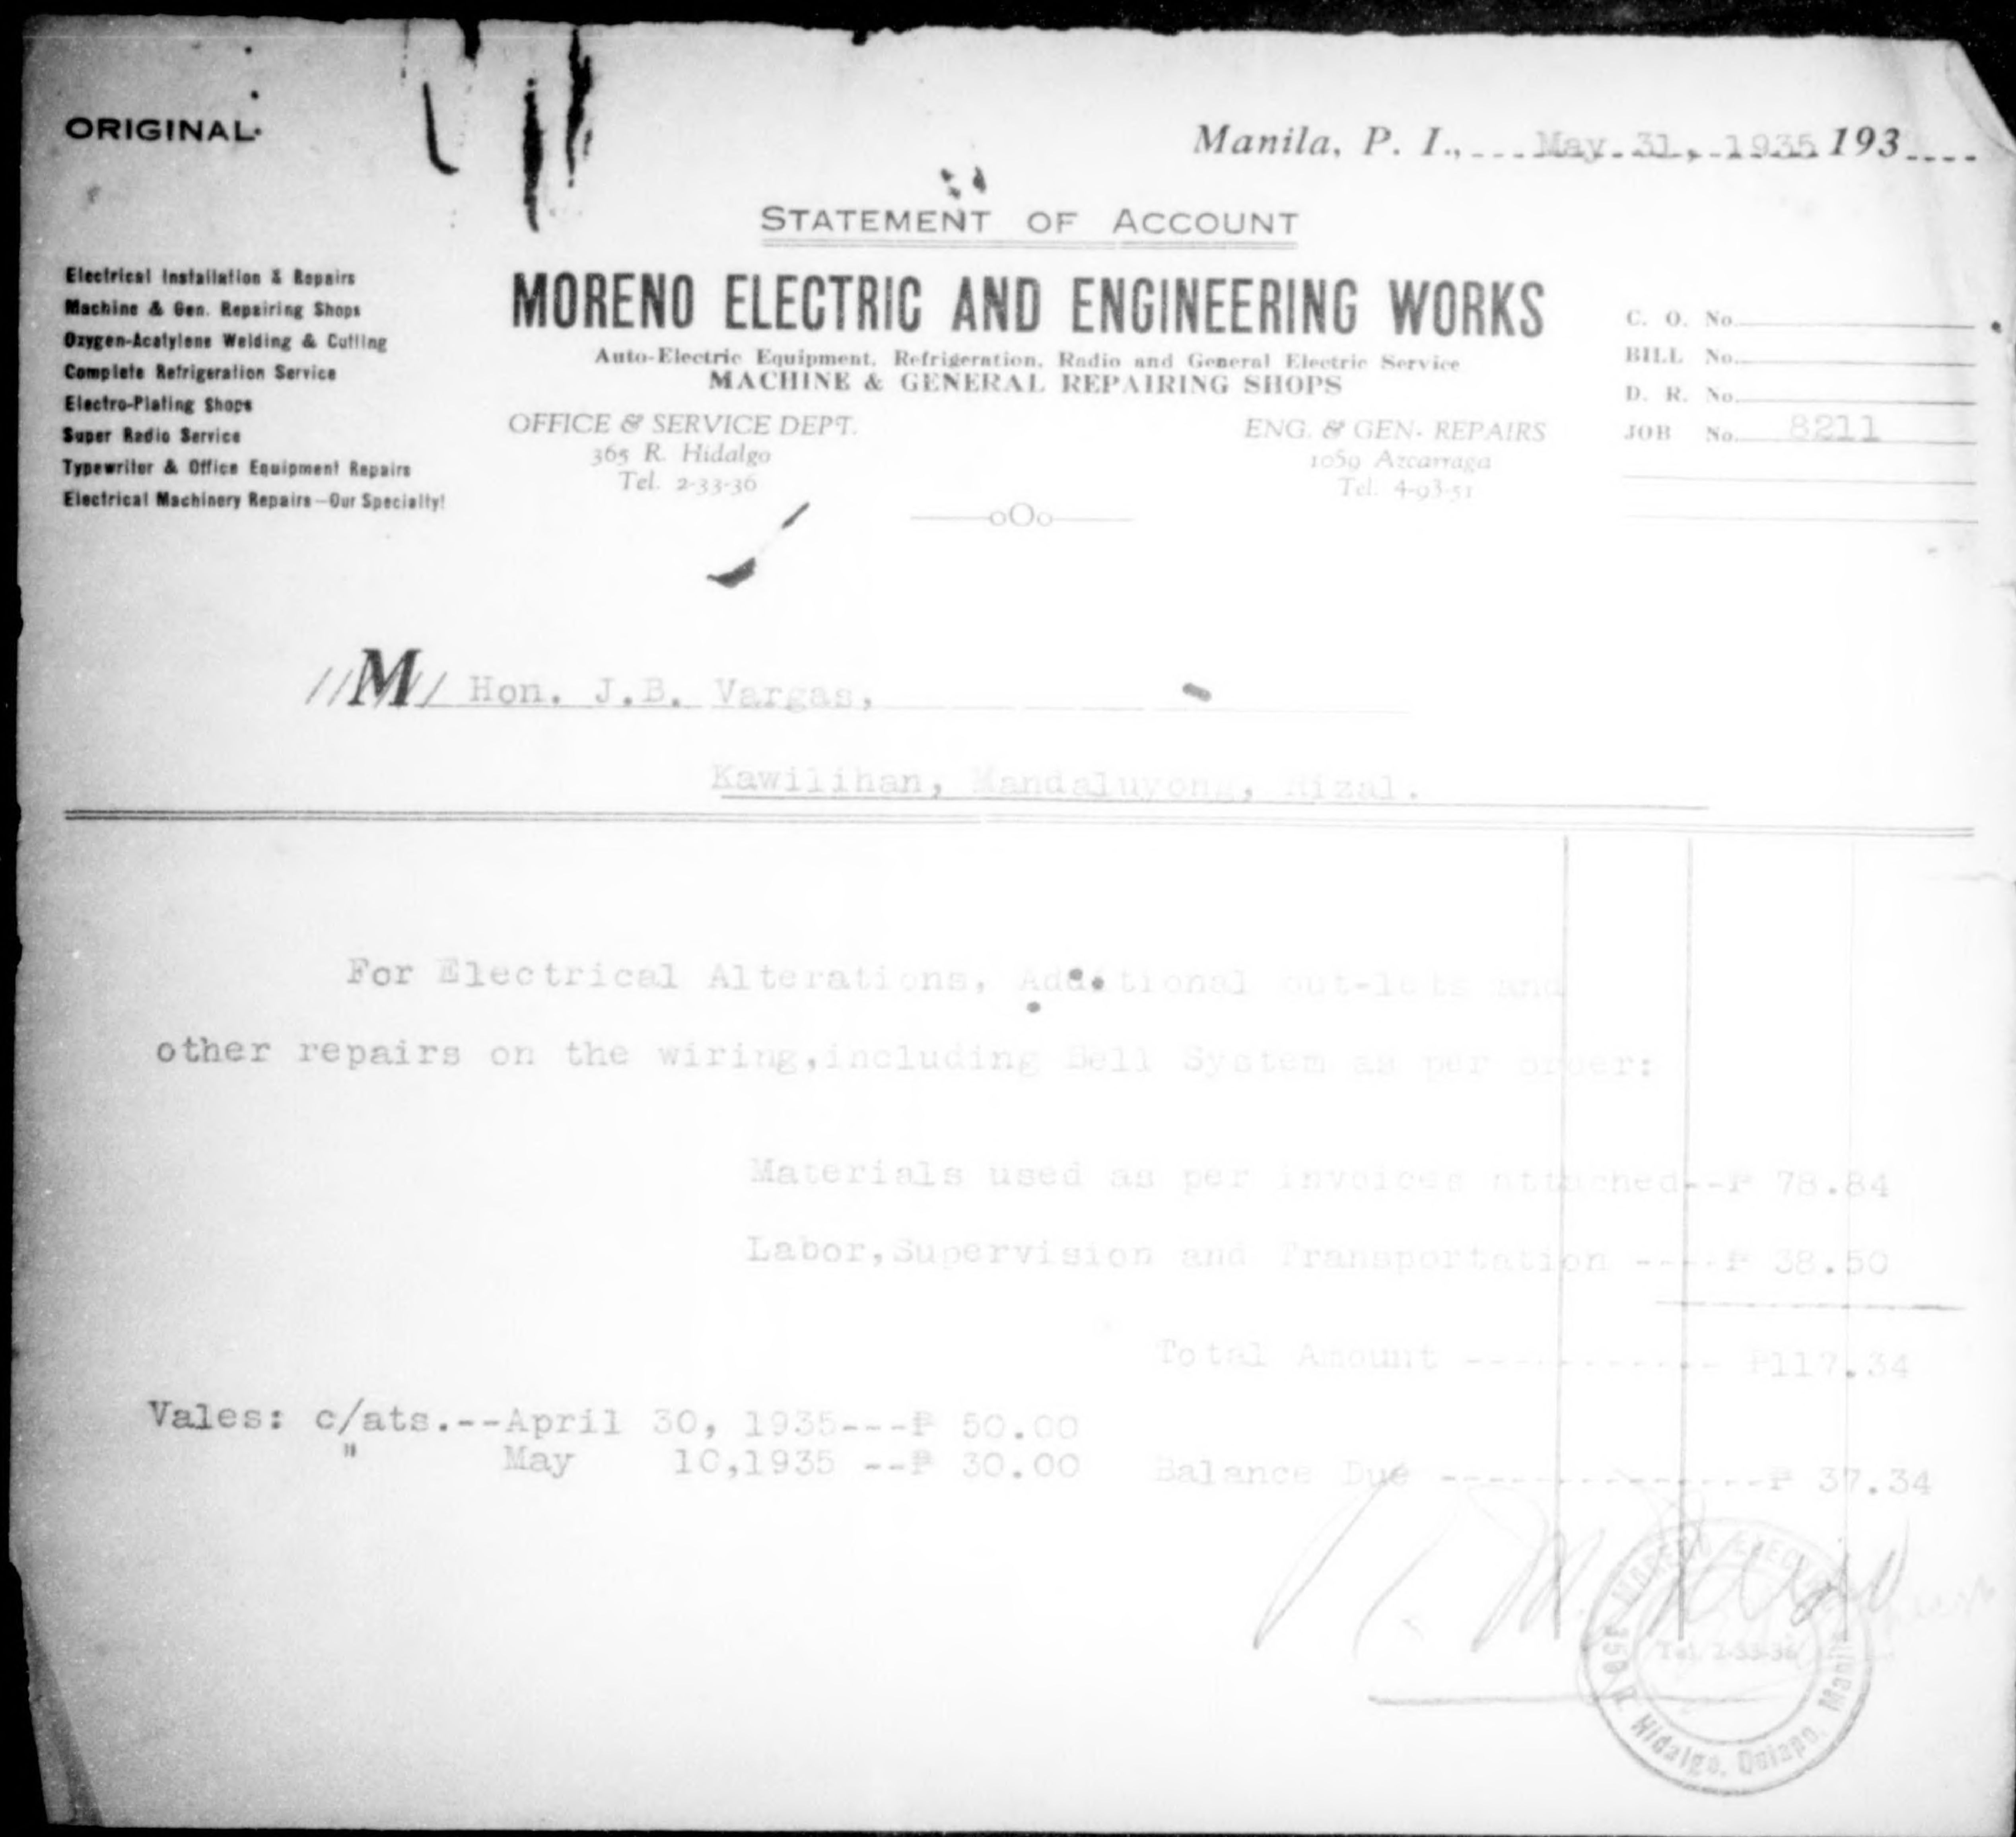 ORIGINAL
Manila, P. I., May 31, 1935 193
STATEMENT OF ACCOUNT
Electrical Installation & Repairs
Machine & Gen. Repairing Shops
Oxygen-Acetylene Welding & Cutting
Complete Refrigeration Service
Electro-Plating Shops
Super Radio Service
Typewriter & Office Equipment Repairs
Electrical Machinery Repairs—Our Specialty!
MORENO ELECTRIC AND ENGINEERING WORKS
Auto-Electric Equipment, Refrigeration, Radio and General Electric Service
MACHINE & GENERAL REPAIRING SHOPS
OFFICE & SERVICE DEPT.
365 R. Hidalgo
Tel. 2-33-36
ENG. & GEN. REPAIRS
1059 Azcarraga
Tel. 4-93-51
oOo
C. O. No.
BILL No.
D. R. No.
JOB No. 8211
M Hon. J.B. Vargas,
Kawilihan, Mandaluyong, Rizal.
For Electrical Alterations, Additional out-lets and
other repairs on the wiring,including Bell System as per order:
Materials used as per invoices attached--₱ 78.84
Labor,Supervision and Transportation ----₱ 38.50
Total Amount ------------ ₱117.34
Vales: c/ats.--April 30, 1935---₱ 50.00
" May 10,1935 --₱ 30.00 Balance Due ---------------₱ 37.34
MORENO ELECTRIC
Tel. 2-33-36
365 R. Hidalgo, Quiapo, Manila